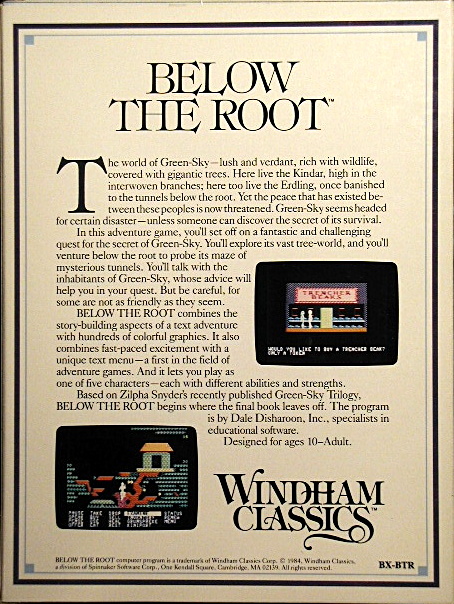 BELOW
THE ROOT™
The world of Green-Sky—lush and verdant, rich with wildlife,
covered with gigantic trees. Here live the Kindar, high in the
interwoven branches; here too live the Erdling, once banished
to the tunnels below the root. Yet the peace that has existed be-
tween these peoples is now threatened. Green-Sky seems headed
for certain disaster—unless someone can discover the secret of its survival.
In this adventure game, you'll set off on a fantastic and challenging
quest for the secret of Green-Sky. You'll explore its vast tree-world, and you'll
venture below the root to probe its maze of
mysterious tunnels. You'll talk with the
inhabitants of Green-Sky, whose advice will
help you in your quest. But be careful, for
some are not as friendly as they seem.
BELOW THE ROOT combines the
story-building aspects of a text adventure
with hundreds of colorful graphics. It also
combines fast-paced excitement with a
unique text menu—a first in the field of
adventure games. And it lets you play as
one of five characters—each with different abilities and strengths.
TRENCHER
BEAKS
WOULD YOU LIKE TO BUY A TRENCHER BEAK?
ONLY A TOKEN
Based on Zilpha Snyder's recently published Green-Sky Trilogy,
BELOW THE ROOT begins where the final book leaves off. The program
is by Dale Disharoon, Inc., specialists in
educational software.
Designed for ages 10–Adult.
PAUSE TAKE DROP STATUS
MENU
WINDHAM
CLASSICS™
BELOW THE ROOT computer program is a trademark of Windham Classics Corp. © 1984, Windham Classics,
a division of Spinnaker Software Corp., One Kendall Square, Cambridge, MA 02139. All rights reserved.
BX-BTR